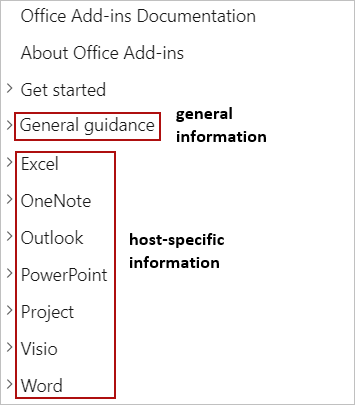 Office Add-ins Documentation
About Office Add-ins
Get started
General guidance
general
information
Excel
OneNote
Outlook
host-specific
information
PowerPoint
Project
Visio
Word